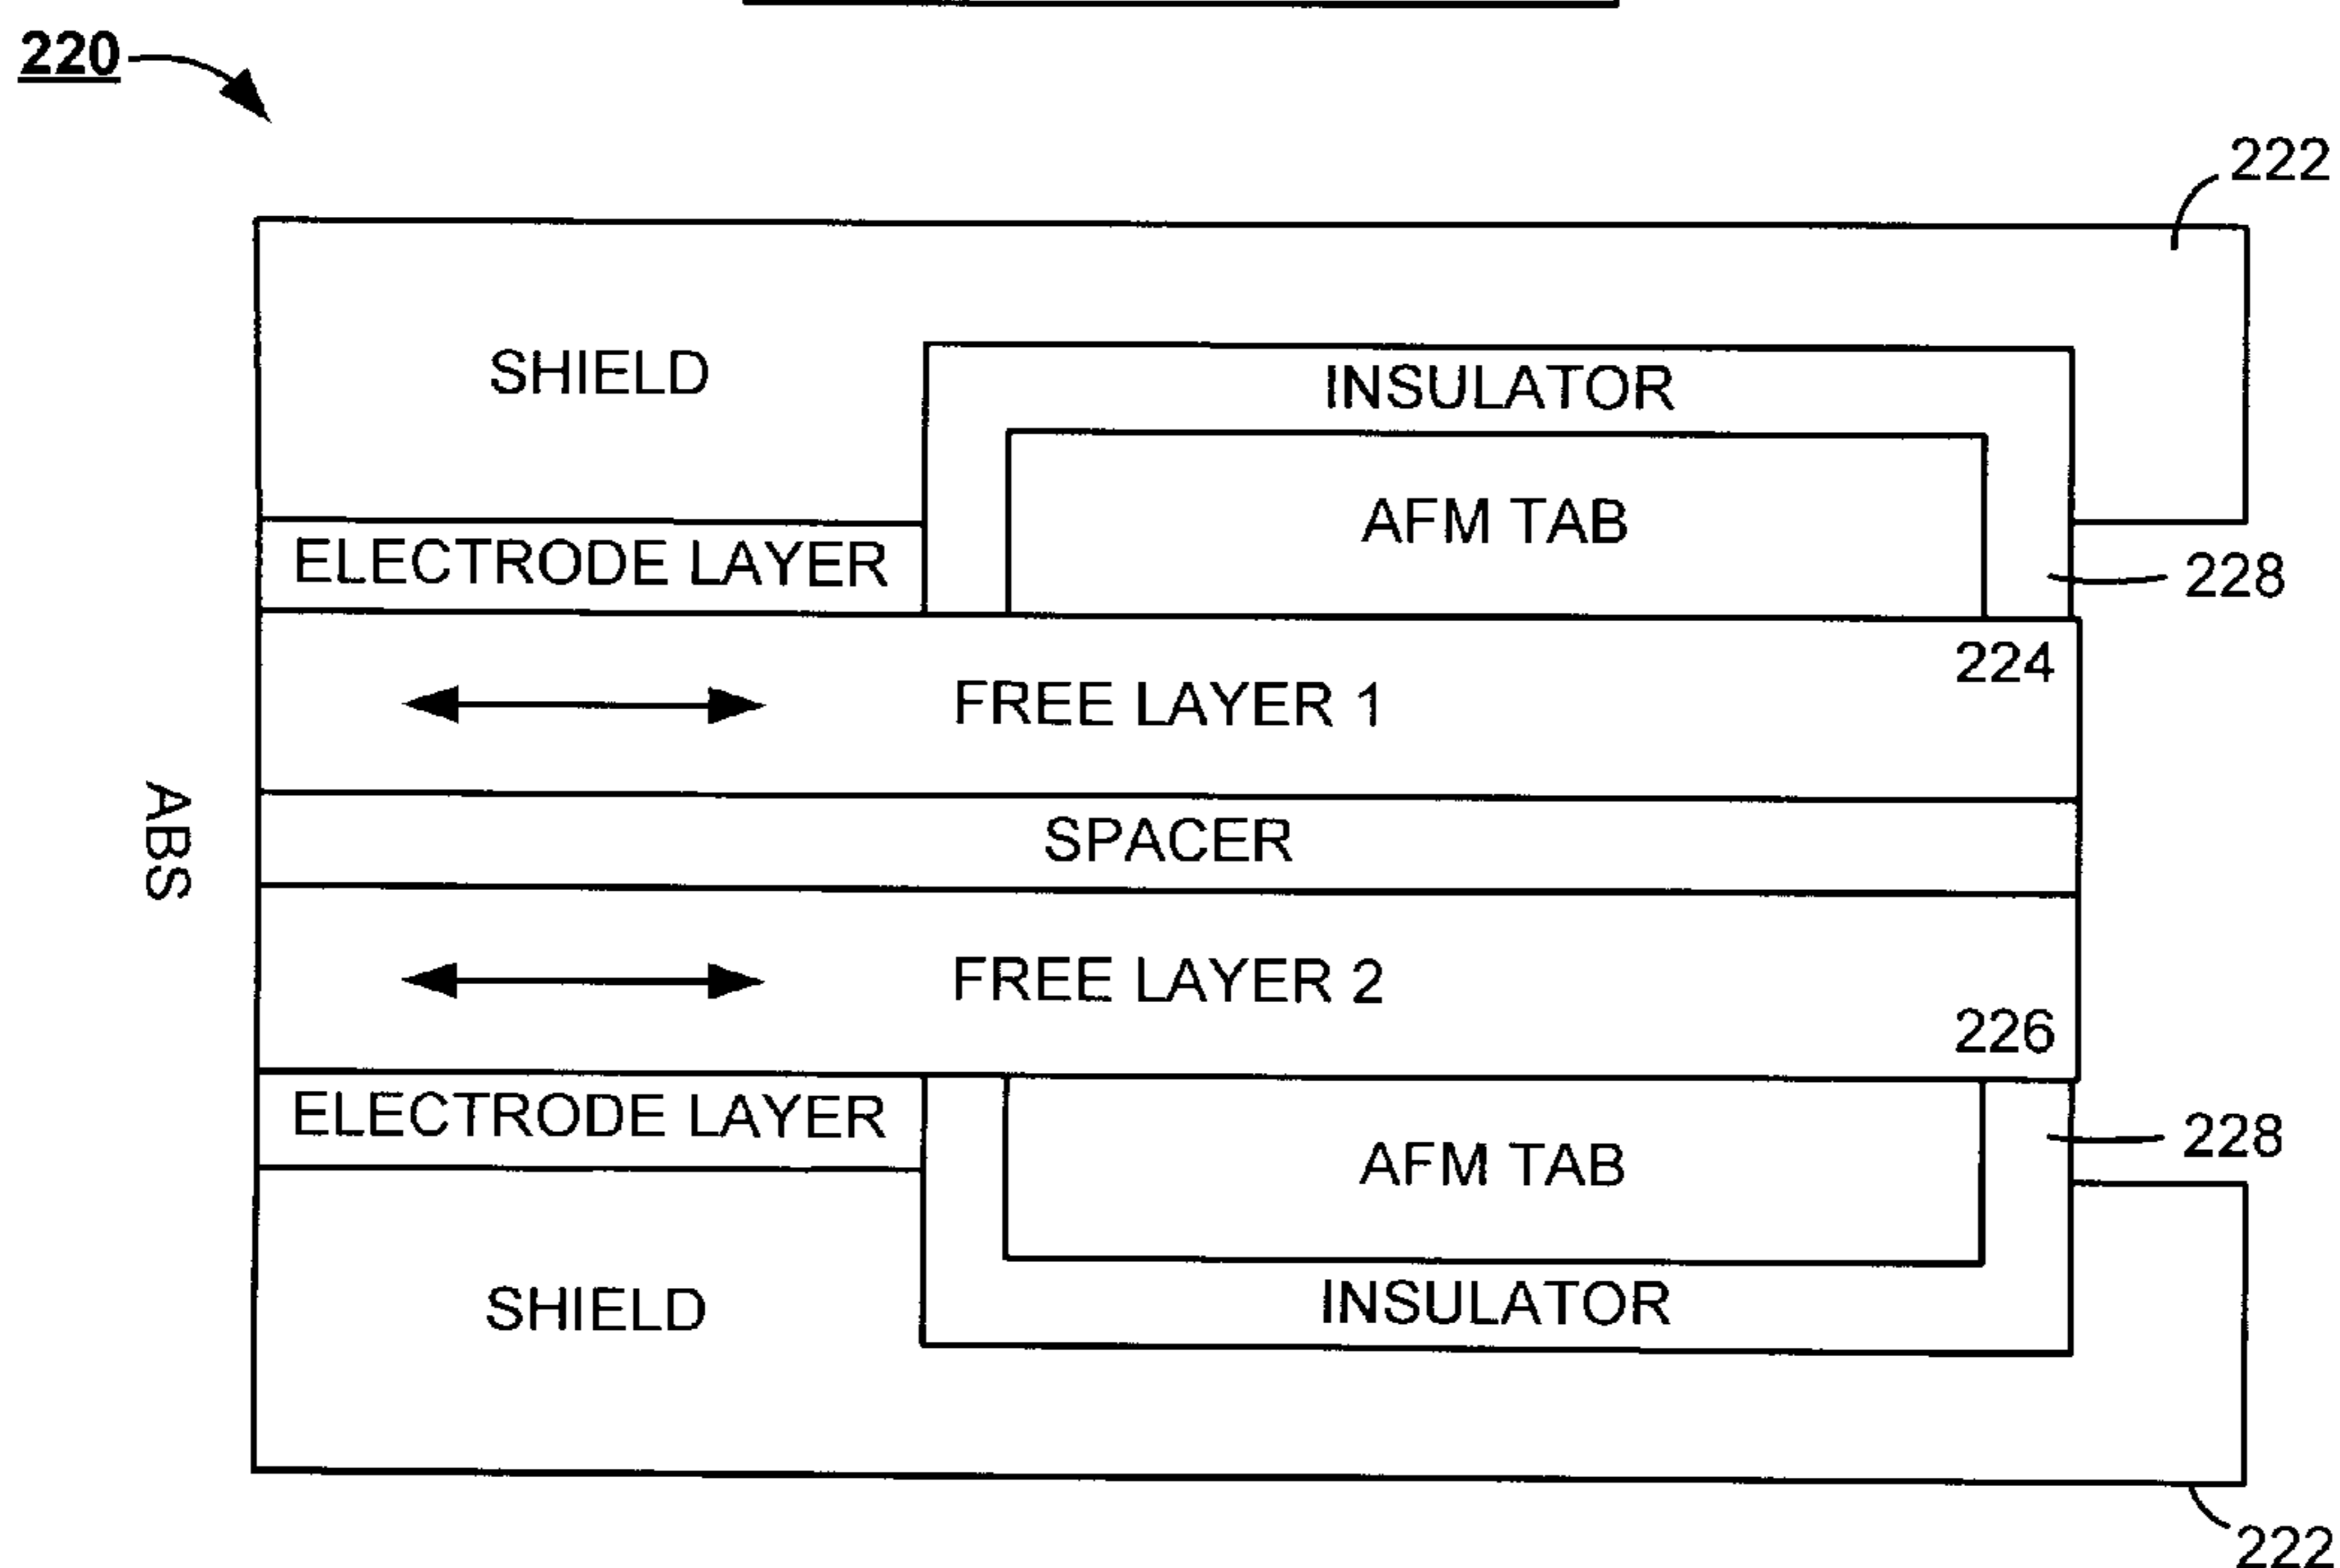 220
222
SHIELD
INSULATOR
AFM TAB
ELECTRODE LAYER
228
224
FREE LAYER 1
ABS
SPACER
FREE LAYER 2
226
ELECTRODE LAYER
228
AFM TAB
SHIELD
INSULATOR
222